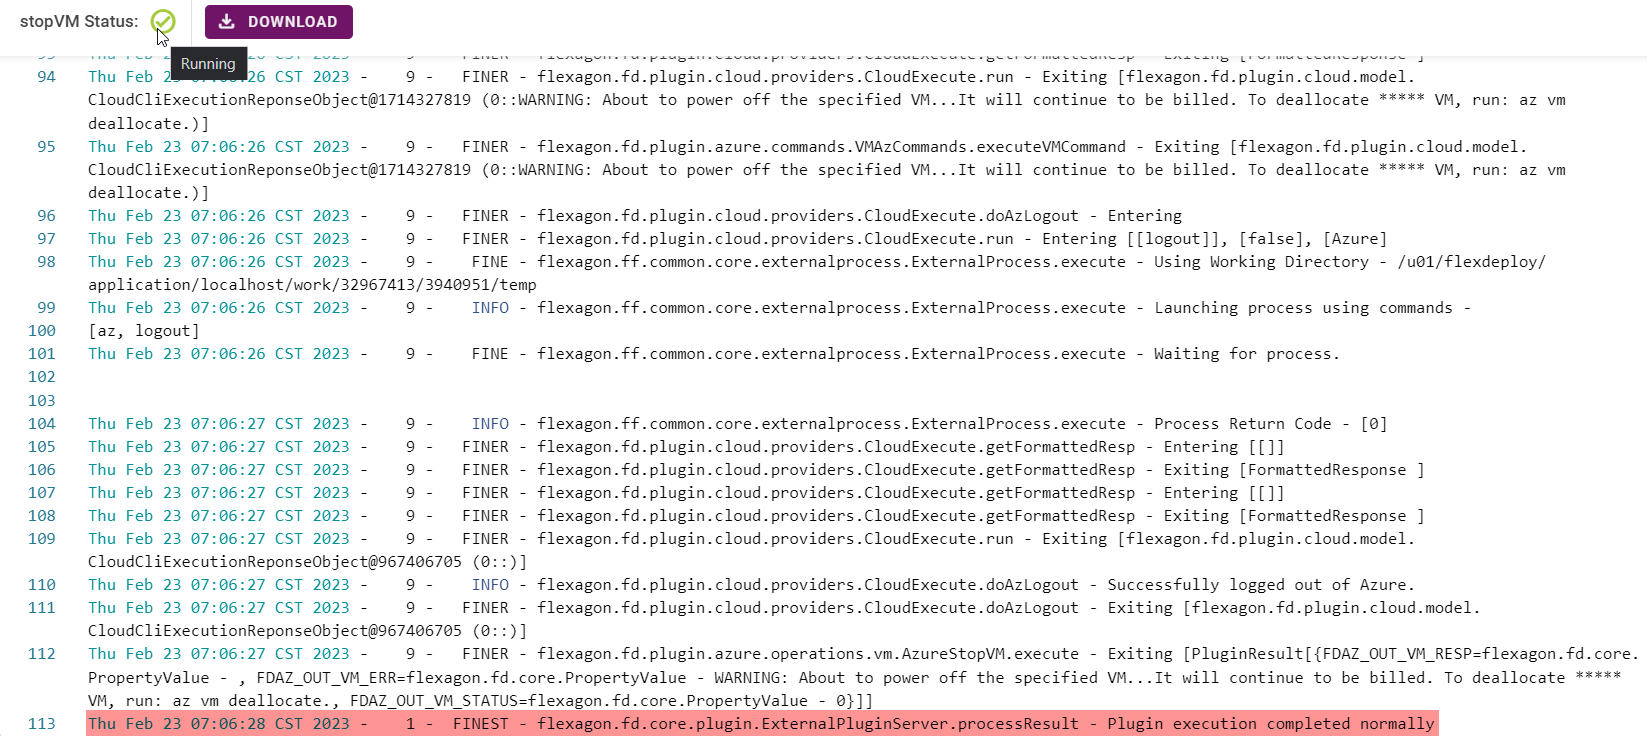 stopVM Status:
DOWNLOAD
Running
93 Thu Feb 23 07:06:26 CST 2023 - 9 - FINER - flexagon.fd.plugin.cloud.providers.CloudExecute.getFormattedResp - Exiting [FormattedResponse ]
94 Thu Feb 23 07:06:26 CST 2023 - 9 - FINER - flexagon.fd.plugin.cloud.providers.CloudExecute.run - Exiting [flexagon.fd.plugin.cloud.model.
CloudCliExecutionReponseObject@1714327819 (0::WARNING: About to power off the specified VM...It will continue to be billed. To deallocate ***** VM, run: az vm
deallocate.)]
95 Thu Feb 23 07:06:26 CST 2023 - 9 - FINER - flexagon.fd.plugin.azure.commands.VMAzCommands.executeVMCommand - Exiting [flexagon.fd.plugin.cloud.model.
CloudCliExecutionReponseObject@1714327819 (0::WARNING: About to power off the specified VM...It will continue to be billed. To deallocate ***** VM, run: az vm
deallocate.)]
96 Thu Feb 23 07:06:26 CST 2023 - 9 - FINER - flexagon.fd.plugin.cloud.providers.CloudExecute.doAzLogout - Entering
97 Thu Feb 23 07:06:26 CST 2023 - 9 - FINER - flexagon.fd.plugin.cloud.providers.CloudExecute.run - Entering [[logout]], [false], [Azure]
98 Thu Feb 23 07:06:26 CST 2023 - 9 - FINE - flexagon.ff.common.core.externalprocess.ExternalProcess.execute - Using Working Directory - /u01/flexdeploy/
application/localhost/work/32967413/3940951/temp
99 Thu Feb 23 07:06:26 CST 2023 - 9 - INFO - flexagon.ff.common.core.externalprocess.ExternalProcess.execute - Launching process using commands -
100 [az, logout]
101 Thu Feb 23 07:06:26 CST 2023 - 9 - FINE - flexagon.ff.common.core.externalprocess.ExternalProcess.execute - Waiting for process.
102
103
104 Thu Feb 23 07:06:27 CST 2023 - 9 - INFO - flexagon.ff.common.core.externalprocess.ExternalProcess.execute - Process Return Code - [0]
105 Thu Feb 23 07:06:27 CST 2023 - 9 - FINER - flexagon.fd.plugin.cloud.providers.CloudExecute.getFormattedResp - Entering [[]]
106 Thu Feb 23 07:06:27 CST 2023 - 9 - FINER - flexagon.fd.plugin.cloud.providers.CloudExecute.getFormattedResp - Exiting [FormattedResponse ]
107 Thu Feb 23 07:06:27 CST 2023 - 9 - FINER - flexagon.fd.plugin.cloud.providers.CloudExecute.getFormattedResp - Entering [[]]
108 Thu Feb 23 07:06:27 CST 2023 - 9 - FINER - flexagon.fd.plugin.cloud.providers.CloudExecute.getFormattedResp - Exiting [FormattedResponse ]
109 Thu Feb 23 07:06:27 CST 2023 - 9 - FINER - flexagon.fd.plugin.cloud.providers.CloudExecute.run - Exiting [flexagon.fd.plugin.cloud.model.
CloudCliExecutionReponseObject@967406705 (0::)]
110 Thu Feb 23 07:06:27 CST 2023 - 9 - INFO - flexagon.fd.plugin.cloud.providers.CloudExecute.doAzLogout - Successfully logged out of Azure.
111 Thu Feb 23 07:06:27 CST 2023 - 9 - FINER - flexagon.fd.plugin.cloud.providers.CloudExecute.doAzLogout - Exiting [flexagon.fd.plugin.cloud.model.
CloudCliExecutionReponseObject@967406705 (0::)]
112 Thu Feb 23 07:06:27 CST 2023 - 9 - FINER - flexagon.fd.plugin.azure.operations.vm.AzureStopVM.execute - Exiting [PluginResult[{FDAZ_OUT_VM_RESP=flexagon.fd.core.
PropertyValue - , FDAZ_OUT_VM_ERR=flexagon.fd.core.PropertyValue - WARNING: About to power off the specified VM...It will continue to be billed. To deallocate *****
VM, run: az vm deallocate., FDAZ_OUT_VM_STATUS=flexagon.fd.core.PropertyValue - 0}]]
113 Thu Feb 23 07:06:28 CST 2023 - 1 - FINEST - flexagon.fd.core.plugin.ExternalPluginServer.processResult - Plugin execution completed normally